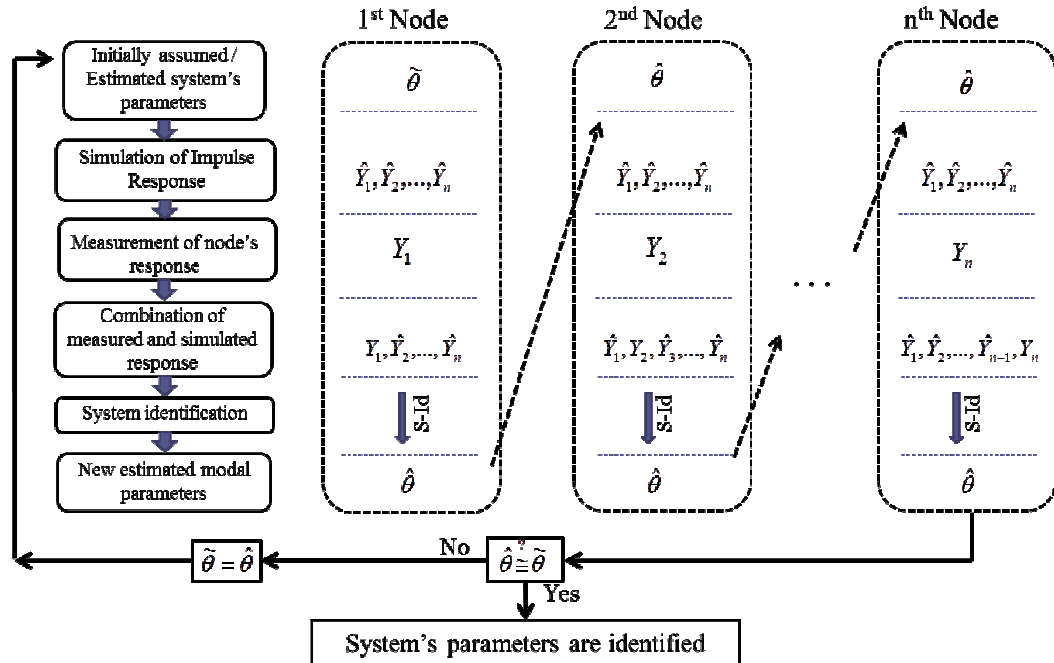 1st Node
2nd Node
nth Node
Initially assumed /
Estimated system's
parameters
Simulation of Impulse
Response
Measurement of node's
response
Combination of
measured and simulated
response
System identification
New estimated modal
parameters
θ̃
Ŷ₁, Ŷ₂, ..., Ŷₙ
Y₁
Y₁, Ŷ₂, ..., Ŷₙ
S-Id
θ̂
θ̂
Ŷ₁, Ŷ₂, ..., Ŷₙ
Y₂
Ŷ₁, Y₂, Ŷ₃, ..., Ŷₙ
S-Id
θ̂
. . .
θ̂
Ŷ₁, Ŷ₂, ..., Ŷₙ
Yₙ
Ŷ₁, Ŷ₂, ..., Ŷₙ₋₁, Yₙ
S-Id
θ̂
θ̂ ≅? θ̃
No
θ̃ = θ̂
Yes
System's parameters are identified